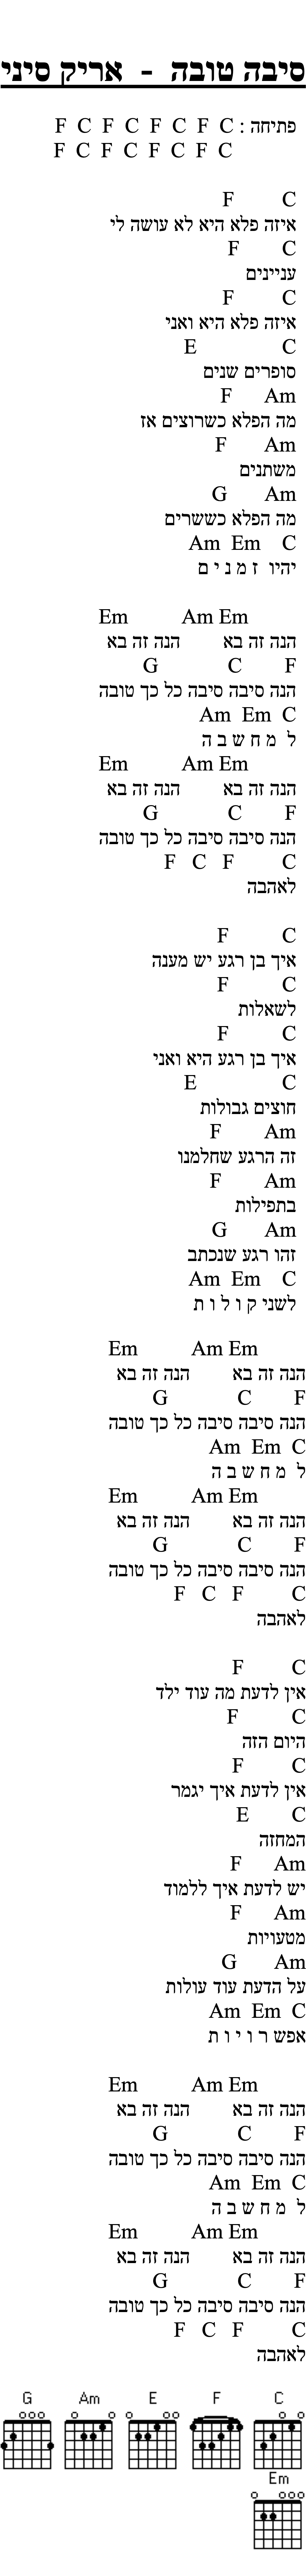 סיבה טובה - אריק סיני
פתיחה : F C F C F C F C
F C F C F C F C
F C
איזה פלא היא לא עושה לי
F C
עניינים
F C
איזה פלא היא ואני
E C
סופרים שנים
F Am
מה הפלא כשרוצים אז
F Am
משתנים
G Am
מה הפלא כששרים
Am Em C
יהיו ז מ נ י ם
Em Am Em
הנה זה בא הנה זה בא
G C F
הנה סיבה סיבה כל כך טובה
Am Em C
ל מ ח ש ב ה
Em Am Em
הנה זה בא הנה זה בא
G C F
הנה סיבה סיבה כל כך טובה
F C F C
לאהבה
F C
איך בן רגע יש מענה
F C
לשאלות
F C
איך בן רגע היא ואני
E C
חוצים גבולות
F Am
זה הרגע שחלמנו
F Am
בתפילות
G Am
זהו רגע שנכתב
Am Em C
לשני ק ו ל ו ת
Em Am Em
הנה זה בא הנה זה בא
G C F
הנה סיבה סיבה כל כך טובה
Am Em C
ל מ ח ש ב ה
Em Am Em
הנה זה בא הנה זה בא
G C F
הנה סיבה סיבה כל כך טובה
F C F C
לאהבה
F C
אין לדעת מה עוד ילד
F C
היום הזה
F C
אין לדעת איך יגמר
E C
המחזה
F Am
יש לדעת איך ללמוד
F Am
מטעויות
G Am
על הדעת עוד עולות
Am Em C
אפש ר ו י ו ת
Em Am Em
הנה זה בא הנה זה בא
G C F
הנה סיבה סיבה כל כך טובה
Am Em C
ל מ ח ש ב ה
Em Am Em
הנה זה בא הנה זה בא
G C F
הנה סיבה סיבה כל כך טובה
F C F C
לאהבה
G Am E F C
Em